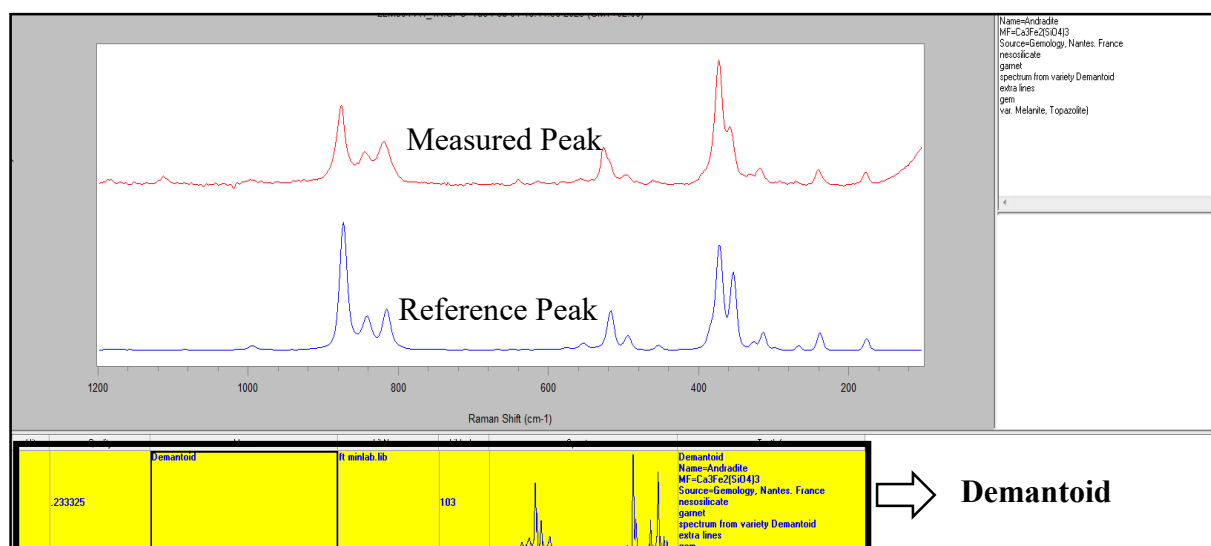 Name=Andradite
MF=Ca3Fe2(SiO4)3
Source=Gemology, Nantes. France
nesosilicate
garnet
spectrum from variety Demantoid
extra lines
gem
var. Melanite, Topazolite)
Measured Peak
Reference Peak
1200 1000 800 600 400 200
Raman Shift (cm-1)
Demantoid ft minlab.lib Demantoid
Name=Andradite
MF=Ca3Fe2(SiO4)3
Source=Gemology, Nantes. France
.233325 103 nesosilicate
garnet
spectrum from variety Demantoid
extra lines
Demantoid